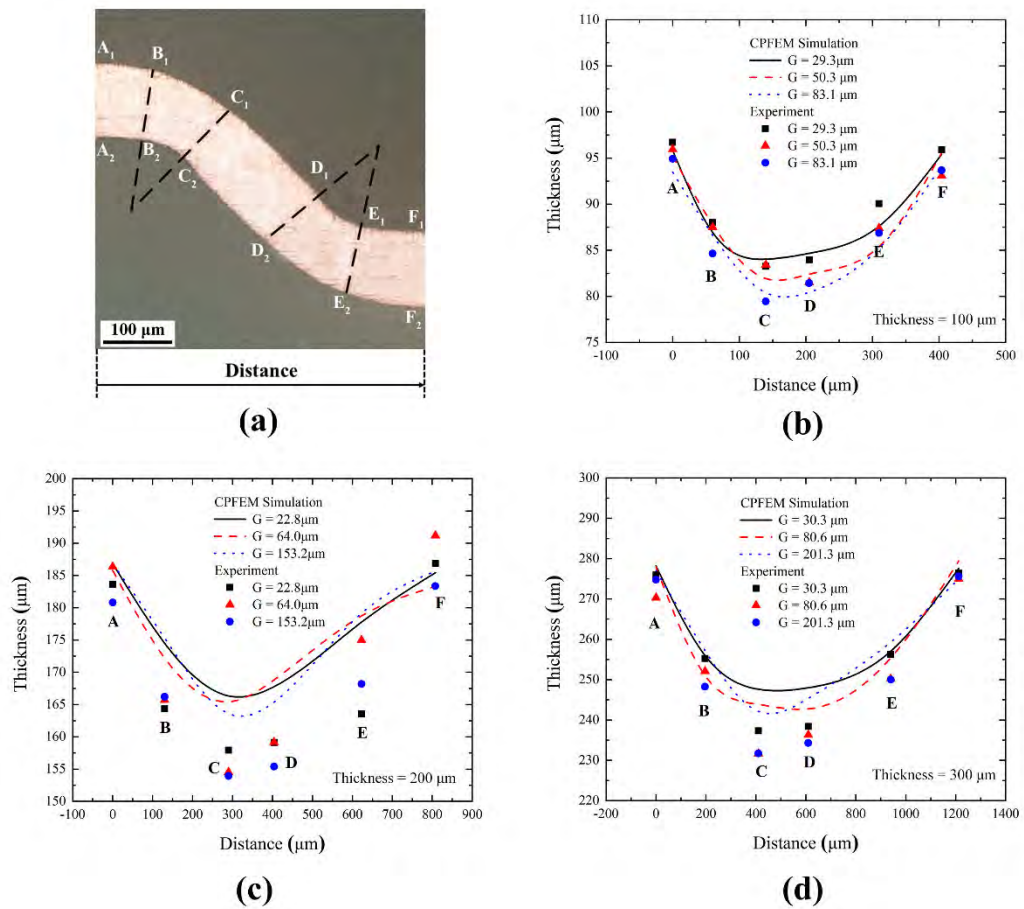 A1
B1
C1
A2
B2
C2
D1
E1
F1
D2
E2
F2
100 μm
Distance
(a)
CPFEM Simulation
G = 29.3μm
G = 50.3 μm
G = 83.1 μm
Experiment
G = 29.3 μm
G = 50.3 μm
G = 83.1 μm
110
105
100
95
90
85
80
75
Thickness (μm)
A
B
C
D
E
F
Thickness = 100 μm
-100 0 100 200 300 400 500
Distance (μm)
(b)
CPFEM Simulation
G = 22.8μm
G = 64.0μm
G = 153.2μm
Experiment
G = 22.8μm
G = 64.0μm
G = 153.2μm
200
195
190
185
180
175
170
165
160
155
150
Thickness (μm)
A
B
C
D
E
F
Thickness = 200 μm
-100 0 100 200 300 400 500 600 700 800 900
Distance (μm)
(c)
CPFEM Simulation
G = 30.3 μm
G = 80.6 μm
G = 201.3 μm
Experiment
G = 30.3 μm
G = 80.6 μm
G = 201.3 μm
300
290
280
270
260
250
240
230
220
Thickness (μm)
A
B
C
D
E
F
Thickness = 300 μm
-200 0 200 400 600 800 1000 1200 1400
Distance (μm)
(d)